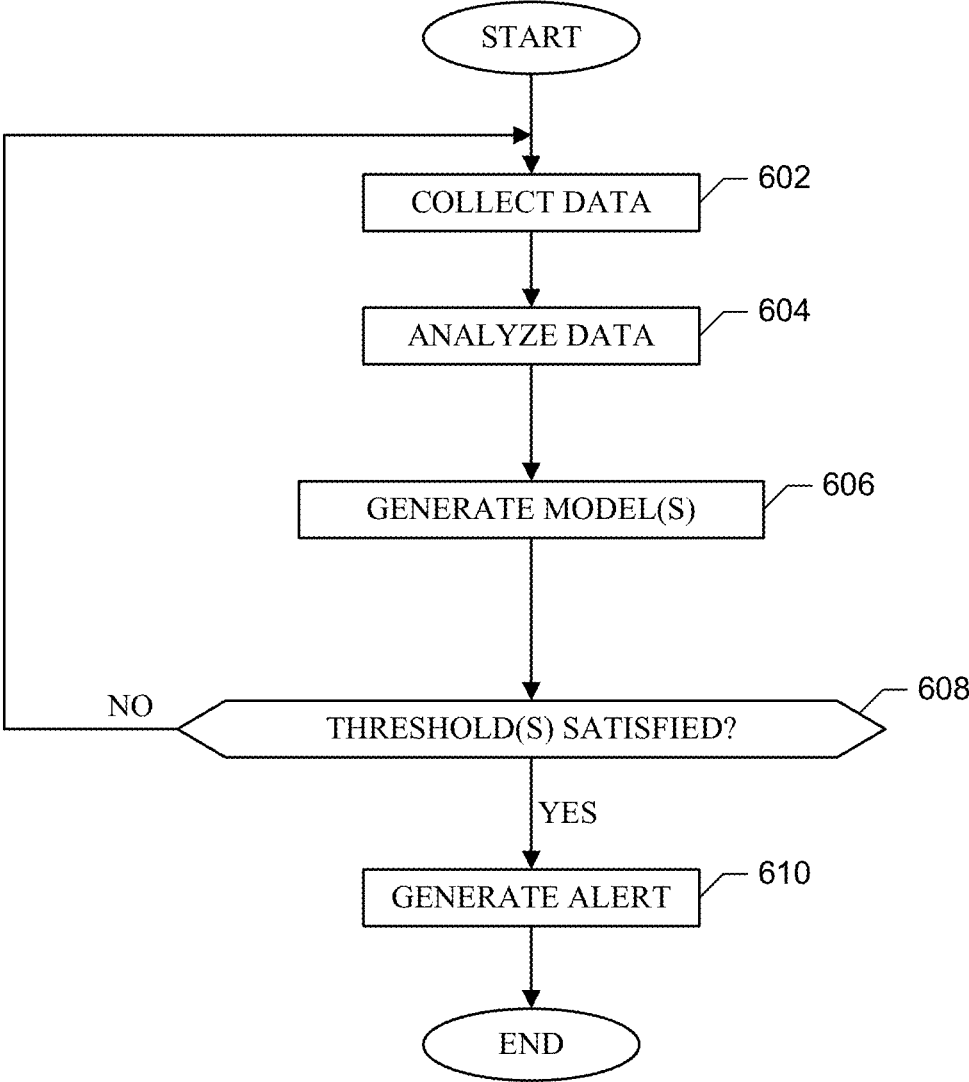 START
COLLECT DATA
602
ANALYZE DATA
604
GENERATE MODEL(S)
606
NO
THRESHOLD(S) SATISFIED?
608
YES
GENERATE ALERT
610
END